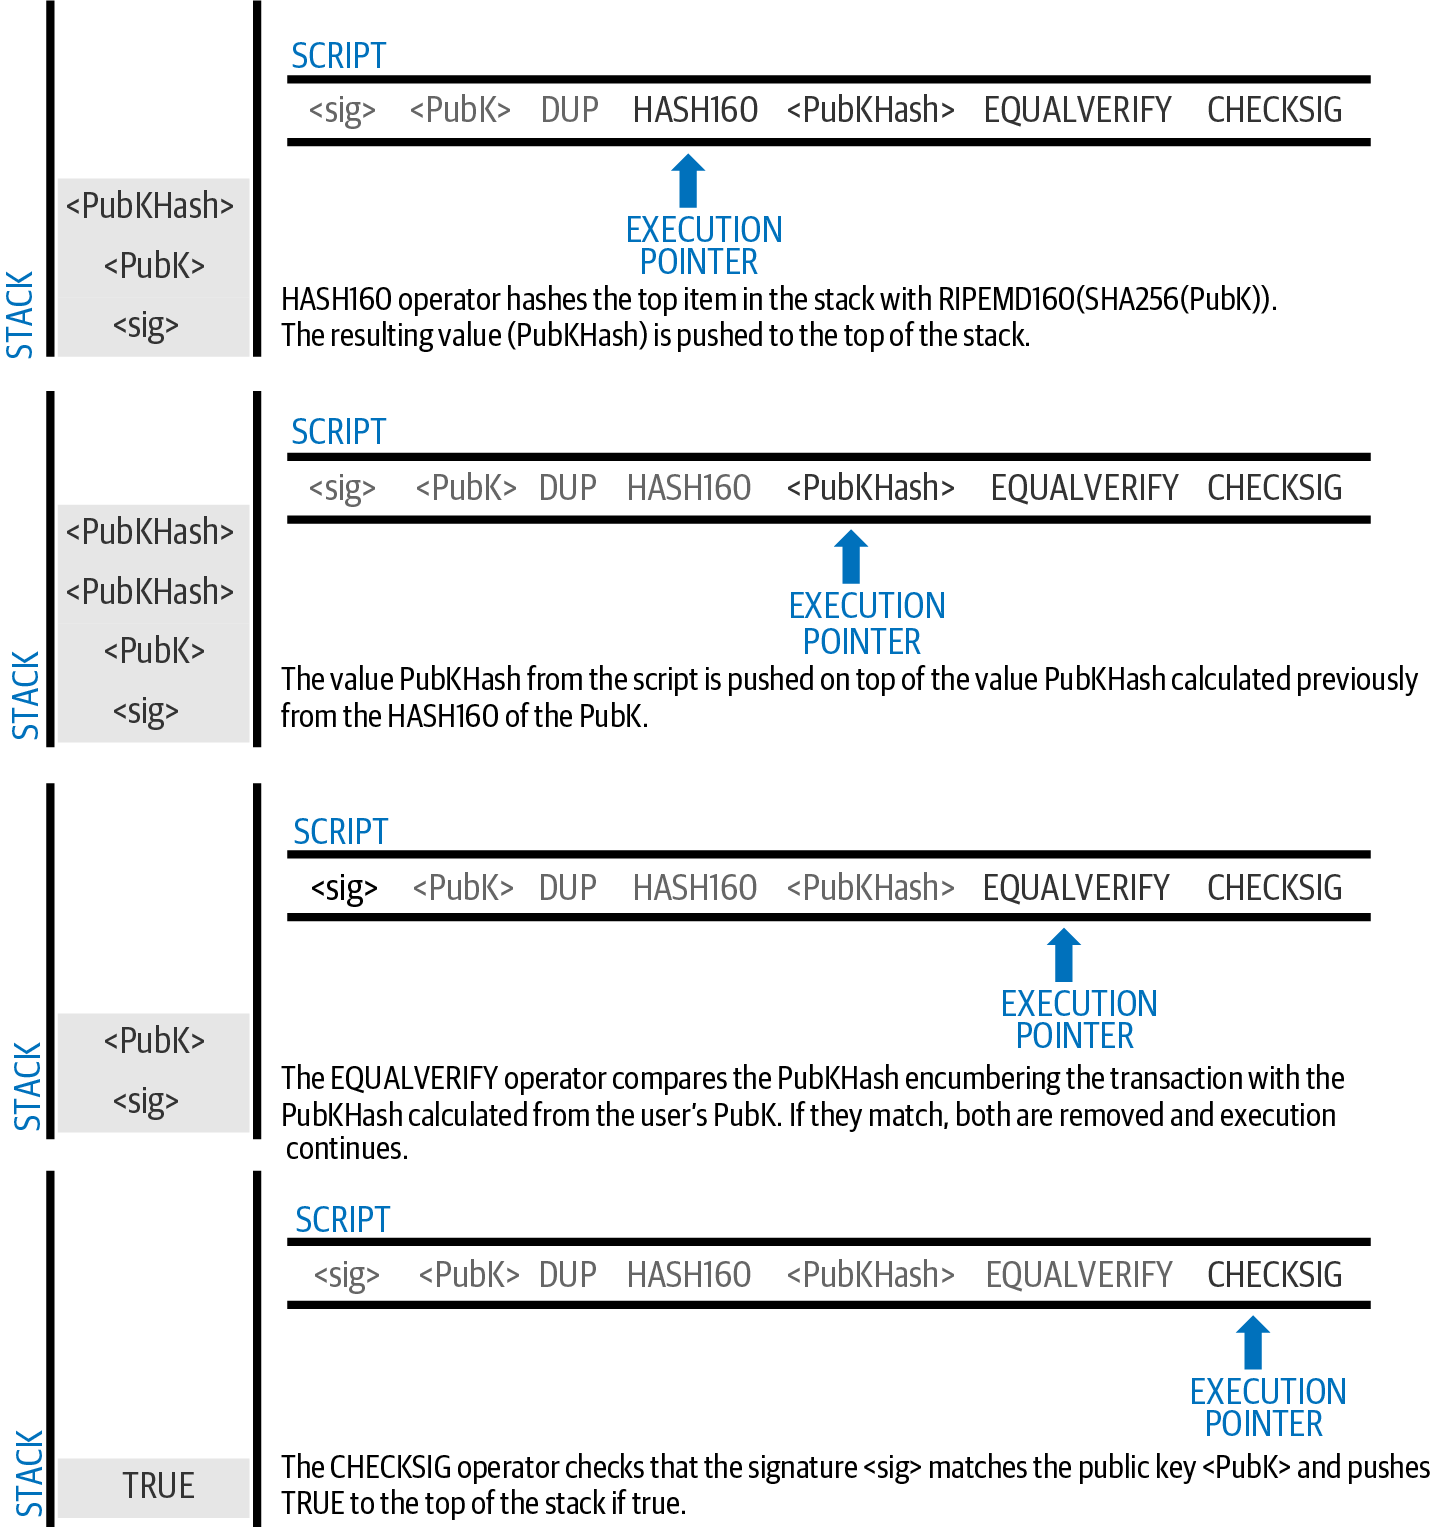 SCRIPT
<sig> <PubK> DUP HASH160 <PubKHash> EQUALVERIFY CHECKSIG
EXECUTION
POINTER
<PubKHash>
<PubK>
<sig>
STACK
HASH160 operator hashes the top item in the stack with RIPEMD160(SHA256(PubK)).
The resulting value (PubKHash) is pushed to the top of the stack.
SCRIPT
<sig> <PubK> DUP HASH160 <PubKHash> EQUALVERIFY CHECKSIG
EXECUTION
POINTER
<PubKHash>
<PubKHash>
<PubK>
<sig>
STACK
The value PubKHash from the script is pushed on top of the value PubKHash calculated previously
from the HASH160 of the PubK.
SCRIPT
<sig> <PubK> DUP HASH160 <PubKHash> EQUALVERIFY CHECKSIG
EXECUTION
POINTER
<PubK>
<sig>
STACK
The EQUALVERIFY operator compares the PubKHash encumbering the transaction with the
PubKHash calculated from the user's PubK. If they match, both are removed and execution
continues.
SCRIPT
<sig> <PubK> DUP HASH160 <PubKHash> EQUALVERIFY CHECKSIG
EXECUTION
POINTER
TRUE
STACK
The CHECKSIG operator checks that the signature <sig> matches the public key <PubK> and pushes
TRUE to the top of the stack if true.